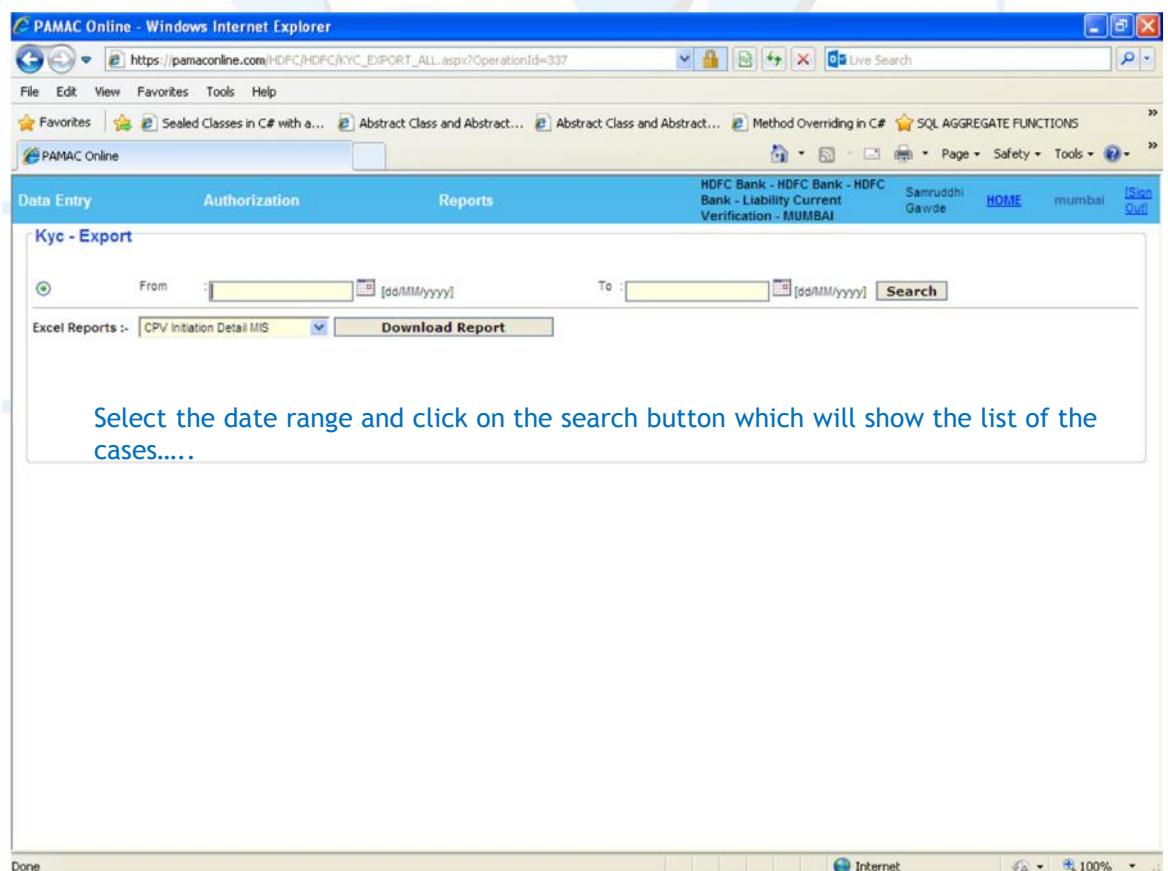 PAMAC Online - Windows Internet Explorer
https://pamaconline.com/HDFC/HDFC/KYC_EXPORT_ALL.aspx?OperationId=337
Live Search
File Edit View Favorites Tools Help
Favorites Sealed Classes in C# with a... Abstract Class and Abstract... Abstract Class and Abstract... Method Overriding in C# SQL AGGREGATE FUNCTIONS »
PAMAC Online Page Safety Tools »
Data Entry Authorization Reports HDFC Bank - HDFC Bank - HDFC Bank - Liability Current Verification - MUMBAI Samruddhi Gawde HOME mumbai [Sign Out]
Kyc - Export
From : [dd/MM/yyyy] To : [dd/MM/yyyy] Search
Excel Reports :- CPV Initiation Detail MIS Download Report
Select the date range and click on the search button which will show the list of the
cases…..
Done Internet 100%